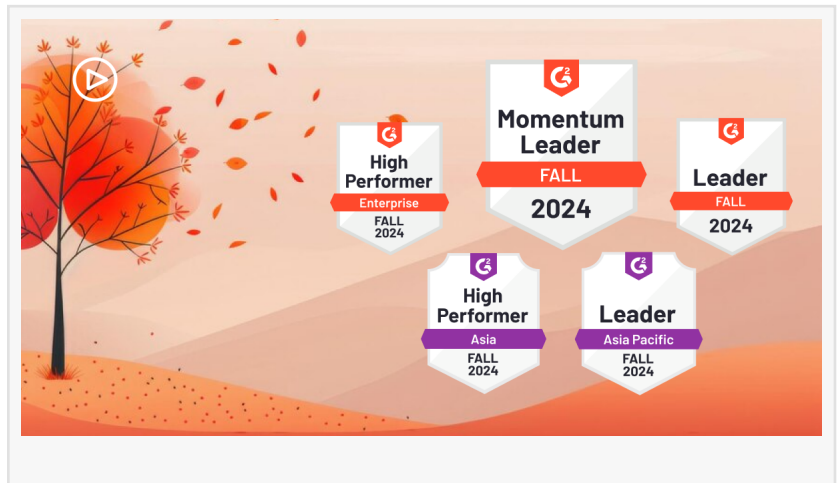 G2
Momentum
Leader
FALL
2024
G2
High
Performer
Enterprise
FALL
2024
G2
Leader
FALL
2024
G2
High
Performer
Asia
FALL
2024
G2
Leader
Asia Pacific
FALL
2024